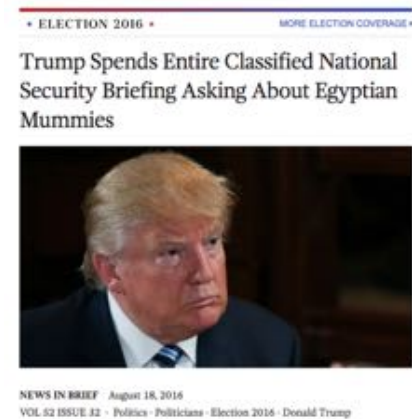 • ELECTION 2016 •
MORE ELECTION COVERAGE
Trump Spends Entire Classified National
Security Briefing Asking About Egyptian
Mummies
NEWS IN BRIEF August 18, 2016
VOL 52 ISSUE 32 · Politics · Politicians · Election 2016 · Donald Trump